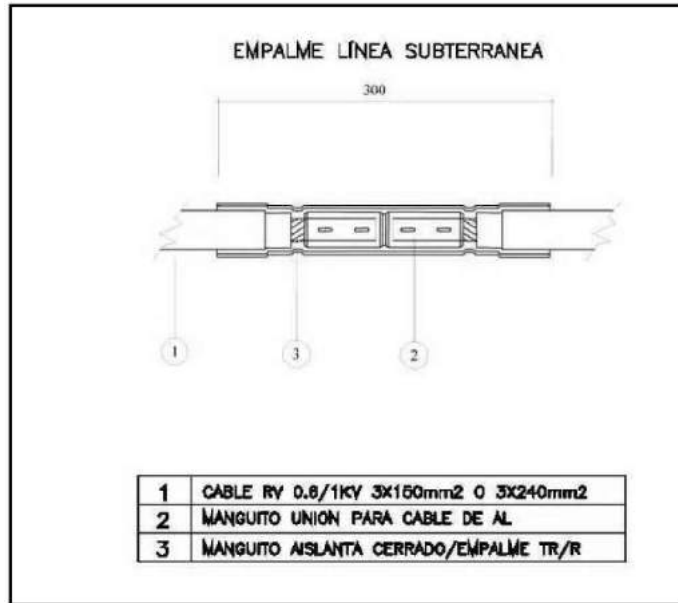 EMPALME LÍNEA SUBTERRANEA
300
1
3
2
1 CABLE RV 0.6/1KV 3X150mm2 O 3X240mm2
2 MANGUITO UNION PARA CABLE DE AL
3 MANGUITO AISLANTA CERRADO/EMPALME TR/R